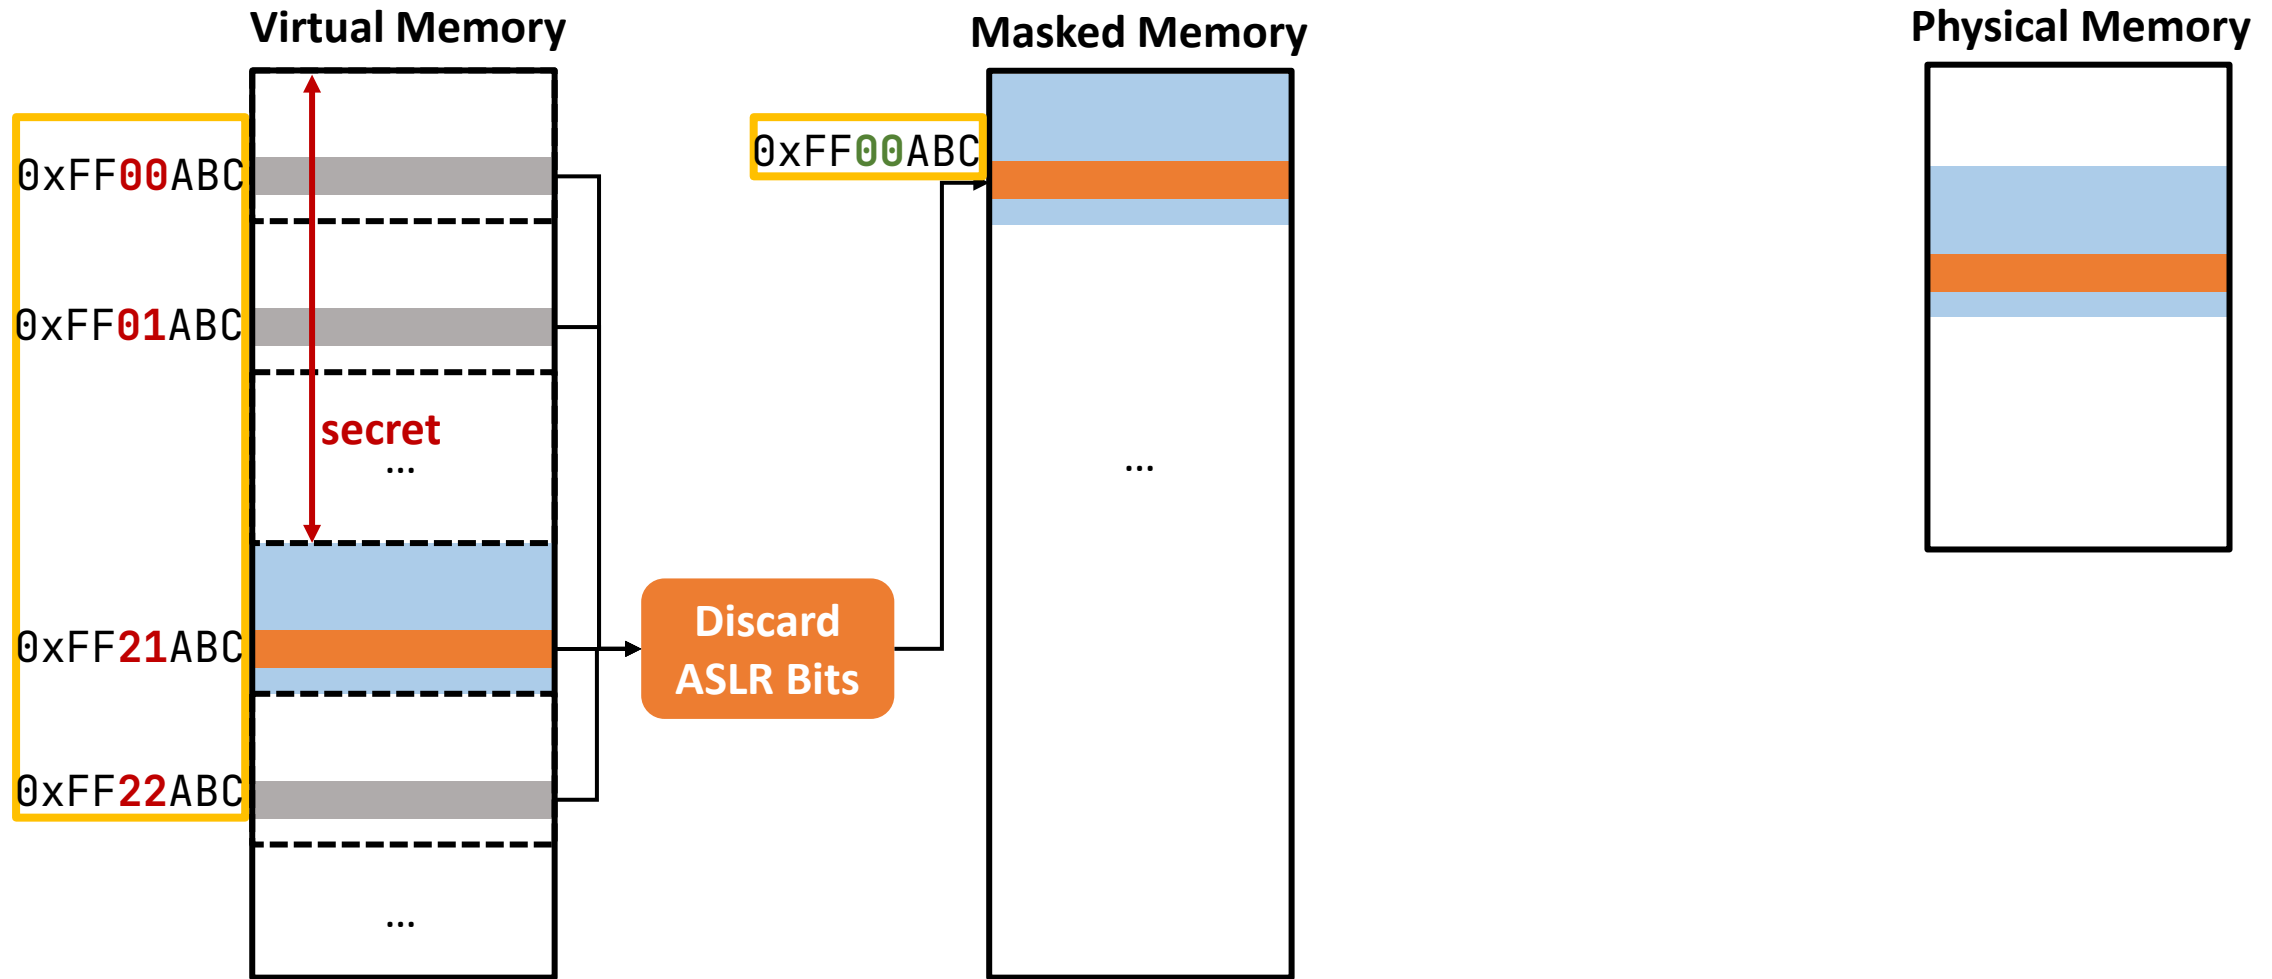 Virtual Memory
Masked Memory
Physical Memory
0xFF00ABC
0xFF00ABC
0xFF01ABC
secret
...
...
Discard
ASLR Bits
0xFF21ABC
0xFF22ABC
...